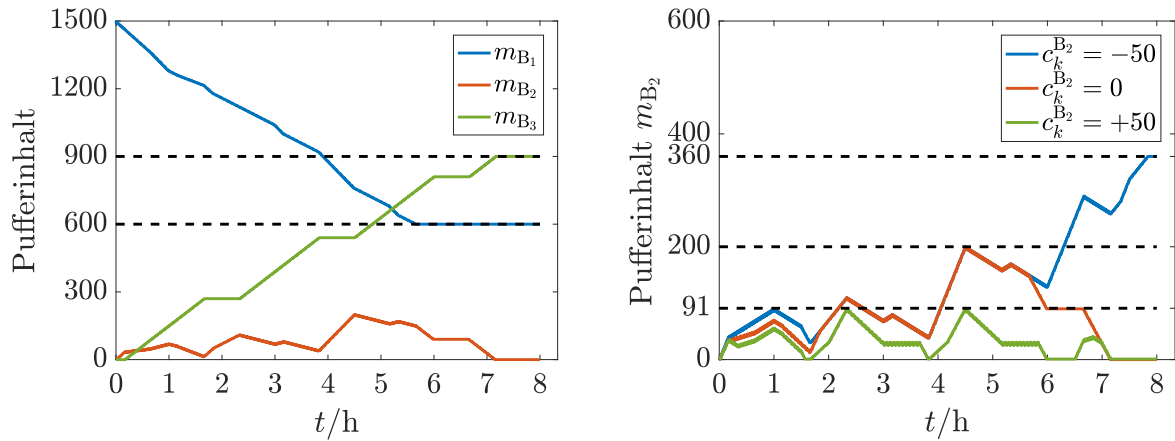 Pufferinhalt
1500
1200
900
600
300
0
0 1 2 3 4 5 6 7 8
t/h
m_{B_1}
m_{B_2}
m_{B_3}
Pufferinhalt m_{B_2}
600
400
360
200
91
0
0 1 2 3 4 5 6 7 8
t/h
c_k^{B_2} = −50
c_k^{B_2} = 0
c_k^{B_2} = +50